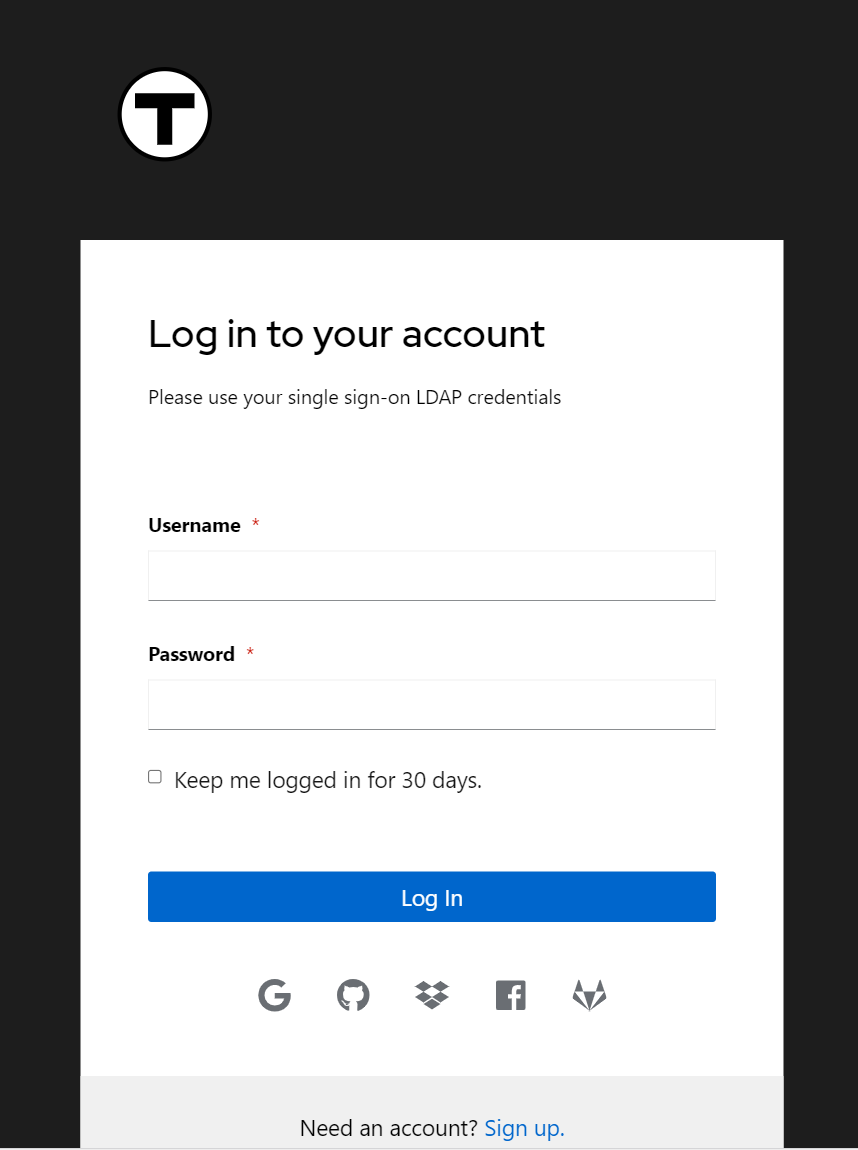 T
Log in to your account
Please use your single sign-on LDAP credentials
Username *
Password *
Keep me logged in for 30 days.
Log In
Need an account? Sign up.